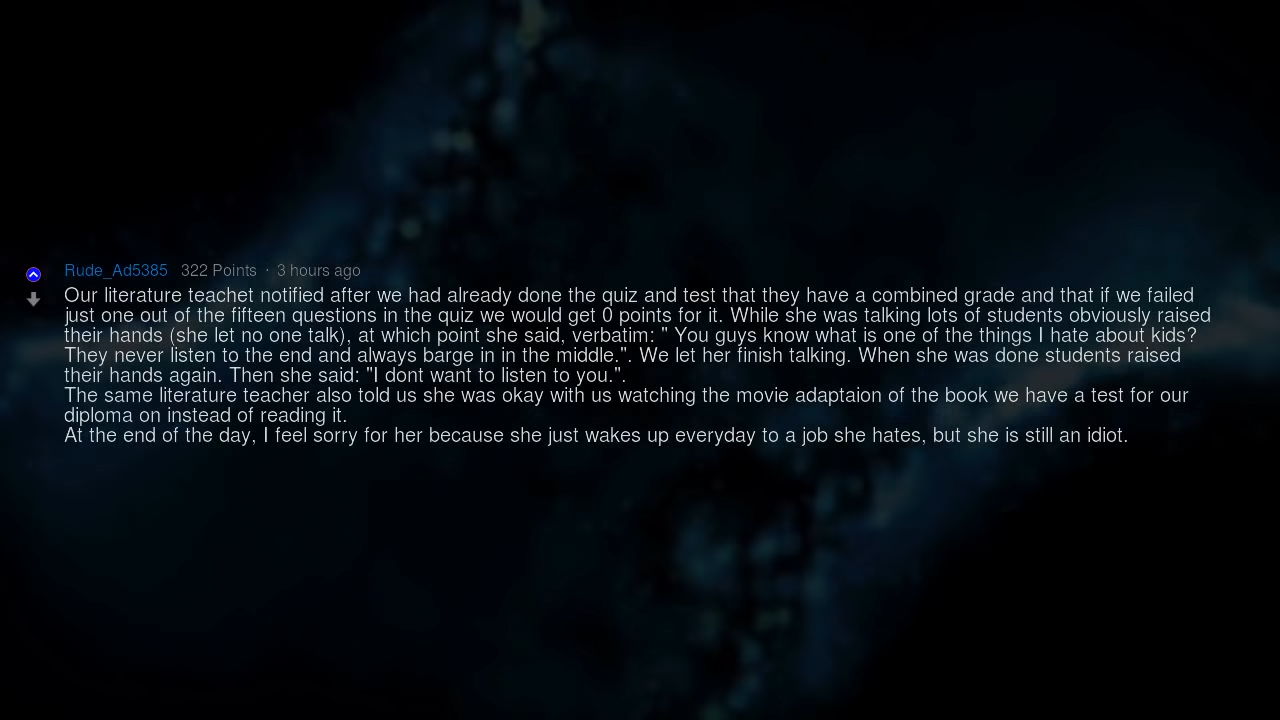 Rude_Ad5385 322 Points · 3 hours ago
Our literature teachet notified after we had already done the quiz and test that they have a combined grade and that if we failed
just one out of the fifteen questions in the quiz we would get 0 points for it. While she was talking lots of students obviously raised
their hands (she let no one talk), at which point she said, verbatim: " You guys know what is one of the things I hate about kids?
They never listen to the end and always barge in in the middle.". We let her finish talking. When she was done students raised
their hands again. Then she said: "I dont want to listen to you.".
The same literature teacher also told us she was okay with us watching the movie adaptaion of the book we have a test for our
diploma on instead of reading it.
At the end of the day, I feel sorry for her because she just wakes up everyday to a job she hates, but she is still an idiot.